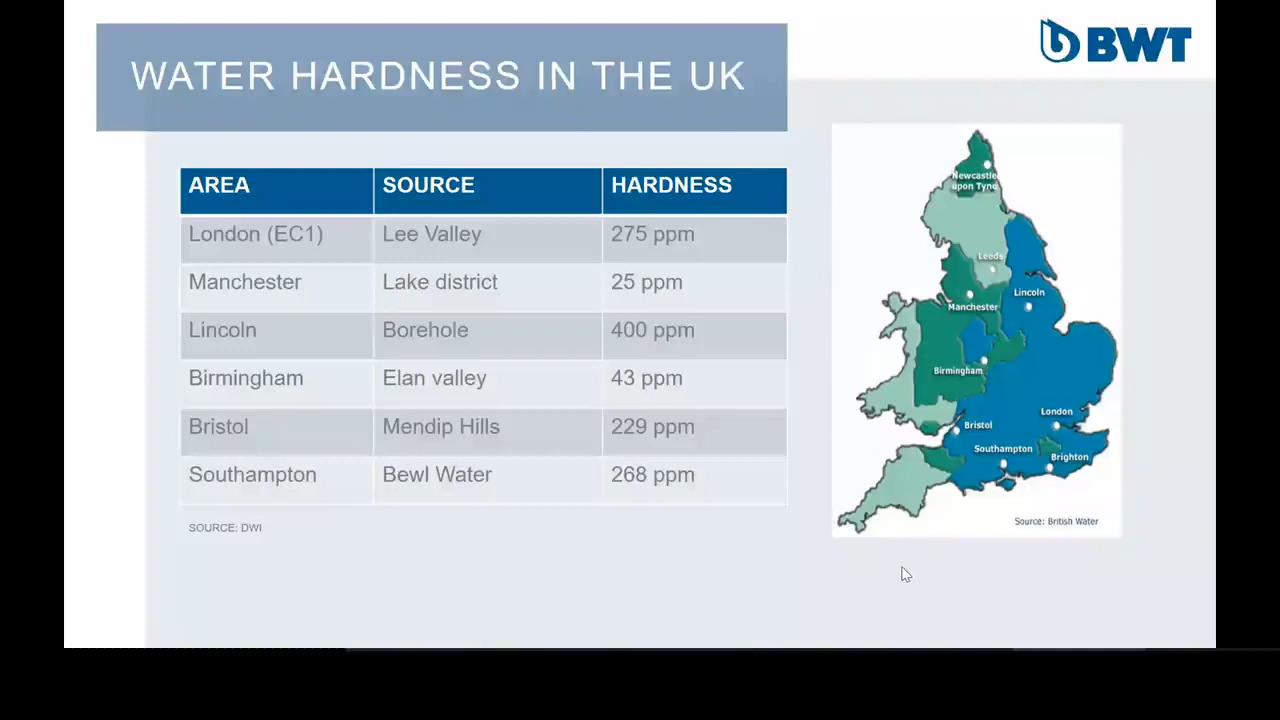 WATER HARDNESS IN THE UK
BWT
AREA SOURCE HARDNESS
London (EC1) Lee Valley 275 ppm
Manchester Lake district 25 ppm
Lincoln Borehole 400 ppm
Birmingham Elan valley 43 ppm
Bristol Mendip Hills 229 ppm
Southampton Bewl Water 268 ppm
SOURCE: DWI
Newcastle
upon Tyne
Leeds
Lincoln
Manchester
Birmingham
London
Bristol
Southampton
Brighton
Source: British Water